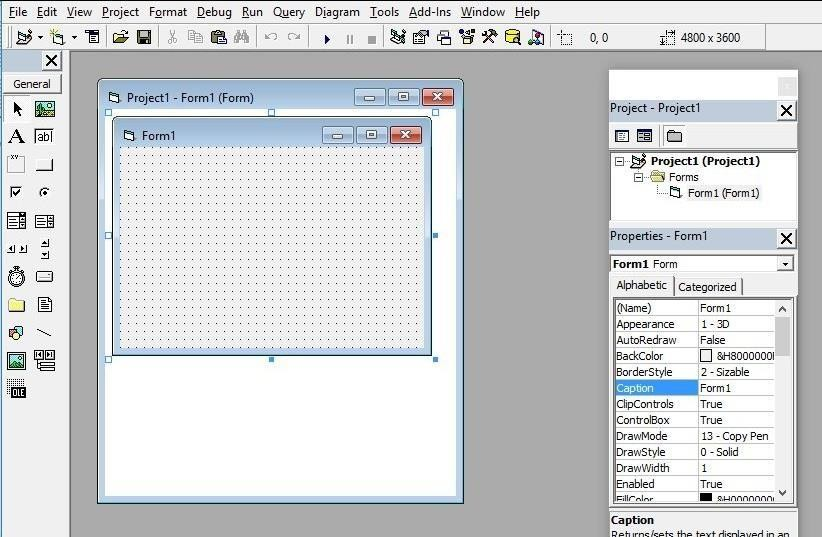 File Edit View Project Format Debug Run Query Diagram Tools Add-Ins Window Help
0, 0 4800 x 3600
General
A ab
XY
OLE
Project1 - Form1 (Form)
Form1
Project - Project1
Project1 (Project1)
Forms
Form1 (Form1)
Properties - Form1
Form1 Form
Alphabetic Categorized
(Name) Form1
Appearance 1 - 3D
AutoRedraw False
BackColor &H8000000
BorderStyle 2 - Sizable
Caption Form1
ClipControls True
ControlBox True
DrawMode 13 - Copy Pen
DrawStyle 0 - Solid
DrawWidth 1
Enabled True
FillColor &H0000000
Caption
Returns/sets the text displayed in an